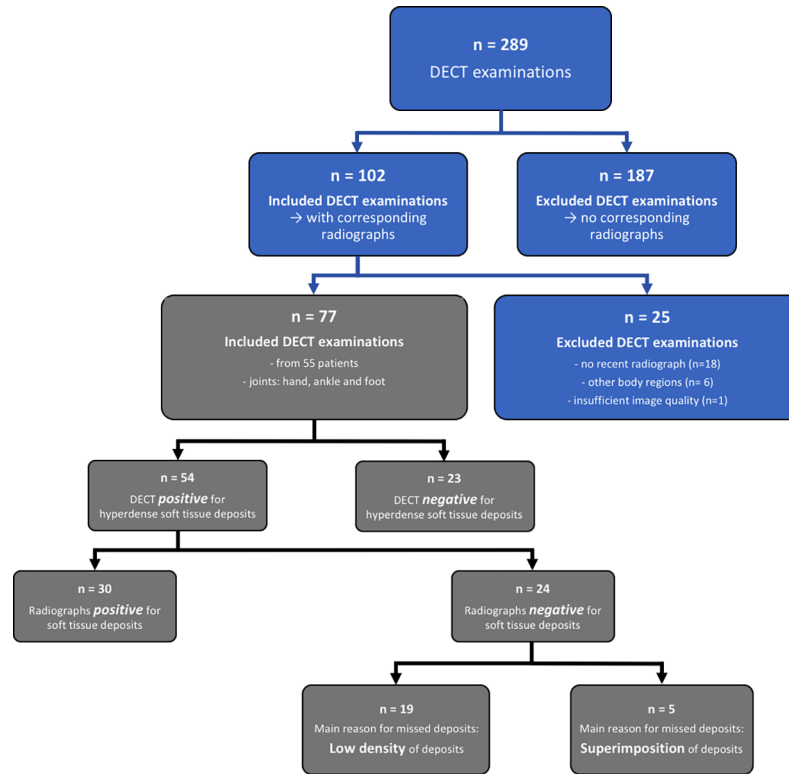 n = 289
DECT examinations
n = 102
Included DECT examinations
→ with corresponding
radiographs
n = 187
Excluded DECT examinations
→ no corresponding
radiographs
n = 77
Included DECT examinations
- from 55 patients
- joints: hand, ankle and foot
n = 25
Excluded DECT examinations
- no recent radiograph (n=18)
- other body regions (n= 6)
- insufficient image quality (n=1)
n = 54
DECT positive for
hyperdense soft tissue deposits
n = 23
DECT negative for
hyperdense soft tissue deposits
n = 30
Radiographs positive for
soft tissue deposits
n = 24
Radiographs negative for
soft tissue deposits
n = 19
Main reason for missed deposits:
Low density of deposits
n = 5
Main reason for missed deposits:
Superimposition of deposits